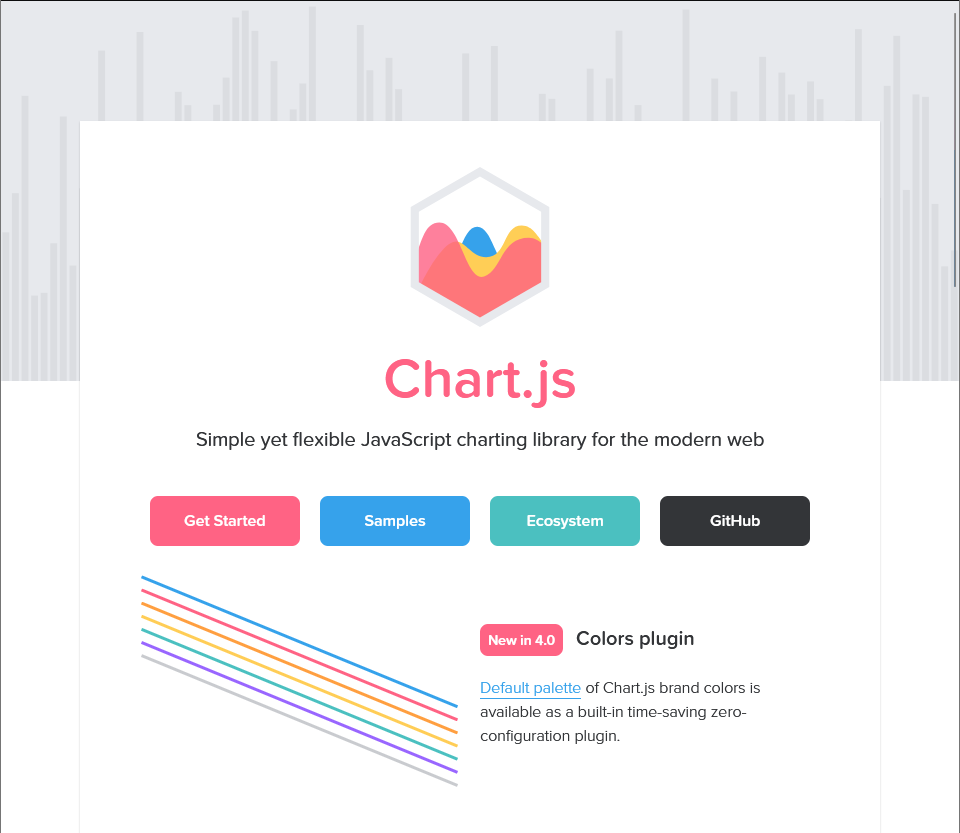 Chart.js
Simple yet flexible JavaScript charting library for the modern web
Get Started
Samples
Ecosystem
GitHub
New in 4.0
Colors plugin
Default palette of Chart.js brand colors is
available as a built-in time-saving zero-
configuration plugin.